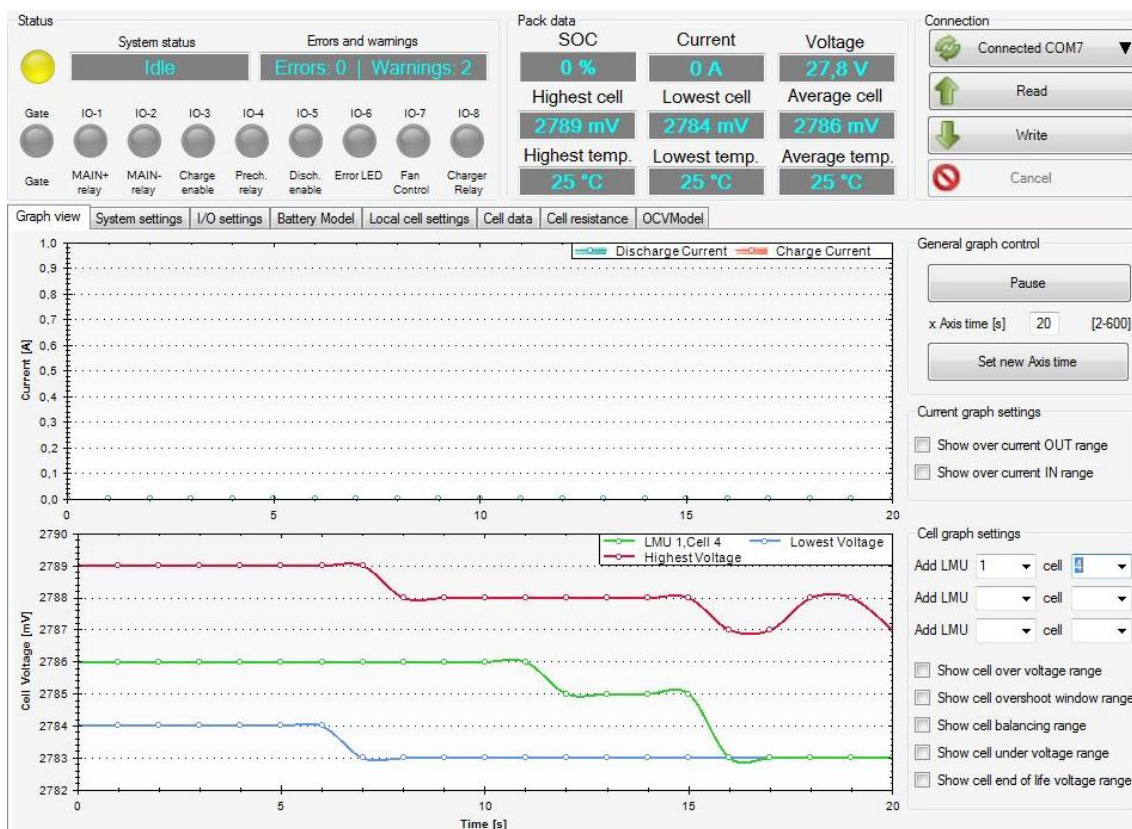 Status
System status
Errors and warnings
Idle
Errors: 0 | Warnings: 2
Gate IO-1 IO-2 IO-3 IO-4 IO-5 IO-6 IO-7 IO-8
Gate MAIN+ relay MAIN- relay Charge enable Prech. relay Disch. enable Error LED Fan Control Charger Relay
Pack data
SOC Current Voltage
0 % 0 A 27,8 V
Highest cell Lowest cell Average cell
2789 mV 2784 mV 2786 mV
Highest temp. Lowest temp. Average temp.
25 °C 25 °C 25 °C
Connection
Connected COM7
Read
Write
Cancel
Graph view System settings I/O settings Battery Model Local cell settings Cell data Cell resistance OCVModel
Discharge Current Charge Current
Current [A]
1,0
0,9
0,8
0,7
0,6
0,5
0,4
0,3
0,2
0,1
0,0
0 5 10 15 20
LMU 1,Cell 4 Lowest Voltage
Highest Voltage
Cell Voltage [mV]
2790
2789
2788
2787
2786
2785
2784
2783
2782
0 5 10 15 20
Time [s]
General graph control
Pause
x Axis time [s] 20 [2-600]
Set new Axis time
Current graph settings
Show over current OUT range
Show over current IN range
Cell graph settings
Add LMU 1 cell 4
Add LMU cell
Add LMU cell
Show cell over voltage range
Show cell overshoot window range
Show cell balancing range
Show cell under voltage range
Show cell end of life voltage range